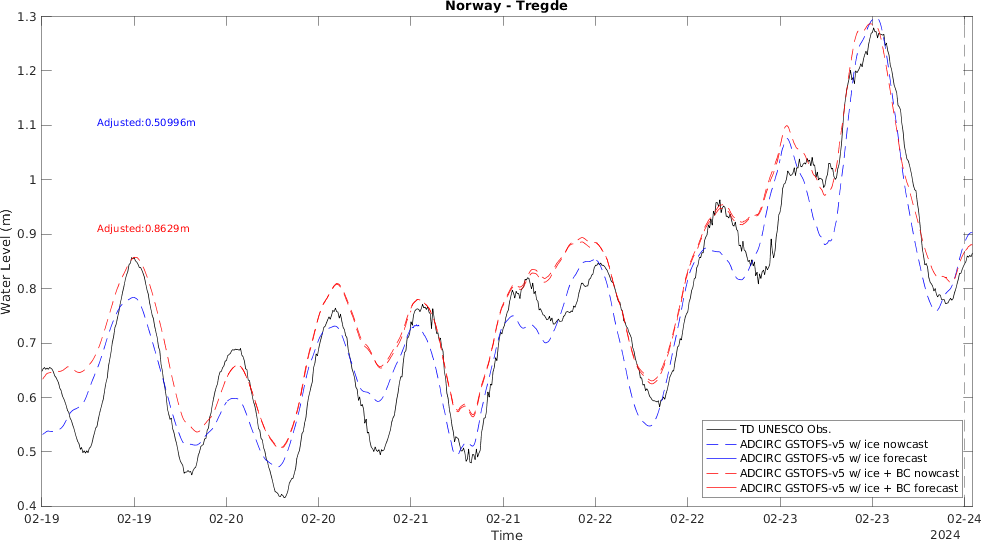 Norway - Tregde
Water Level (m)
1.3
1.2
1.1
1
0.9
0.8
0.7
0.6
0.5
0.4
Adjusted:0.50996m
Adjusted:0.8629m
TD UNESCO Obs.
ADCIRC GSTOFS-v5 w/ ice nowcast
ADCIRC GSTOFS-v5 w/ ice forecast
ADCIRC GSTOFS-v5 w/ ice + BC nowcast
ADCIRC GSTOFS-v5 w/ ice + BC forecast
02-19 02-19 02-20 02-20 02-21 02-21 02-22 02-22 02-23 02-23 02-24
Time
2024